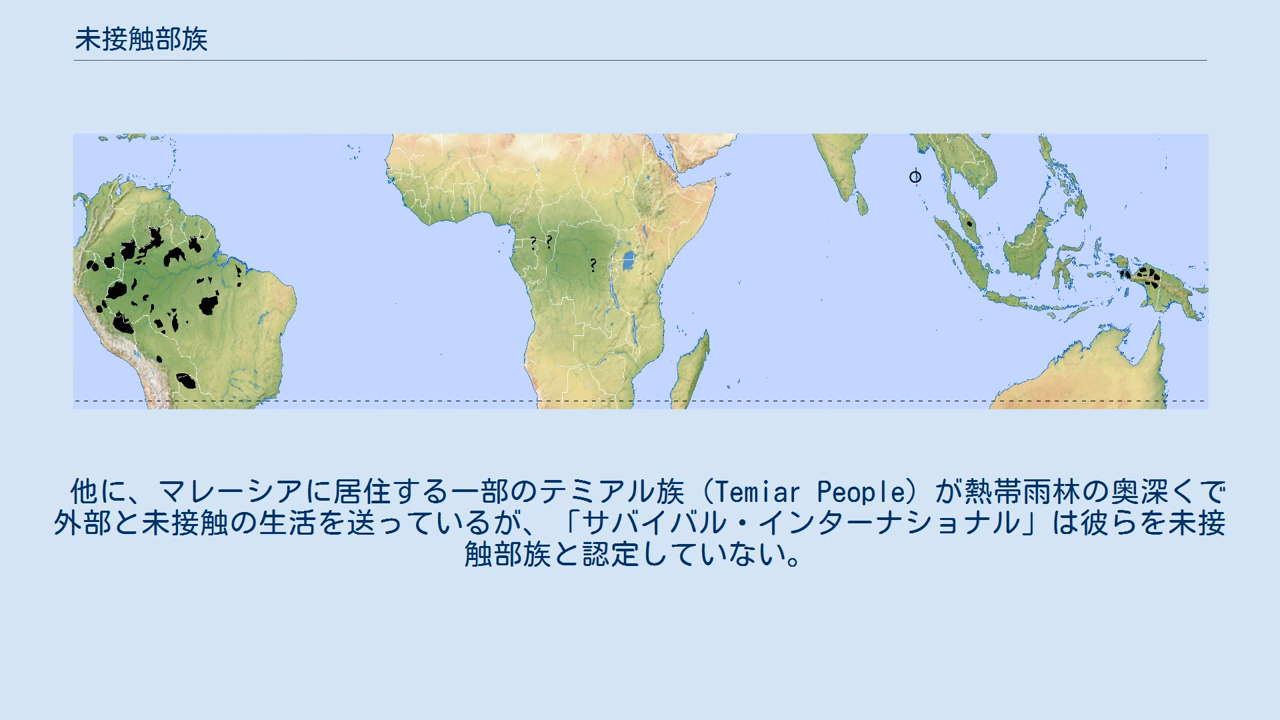 未接触部族
? ?
?
他に、マレーシアに居住する一部のテミアル族（Temiar People）が熱帯雨林の奥深くで
外部と未接触の生活を送っているが、「サバイバル・インターナショナル」は彼らを未接
触部族と認定していない。